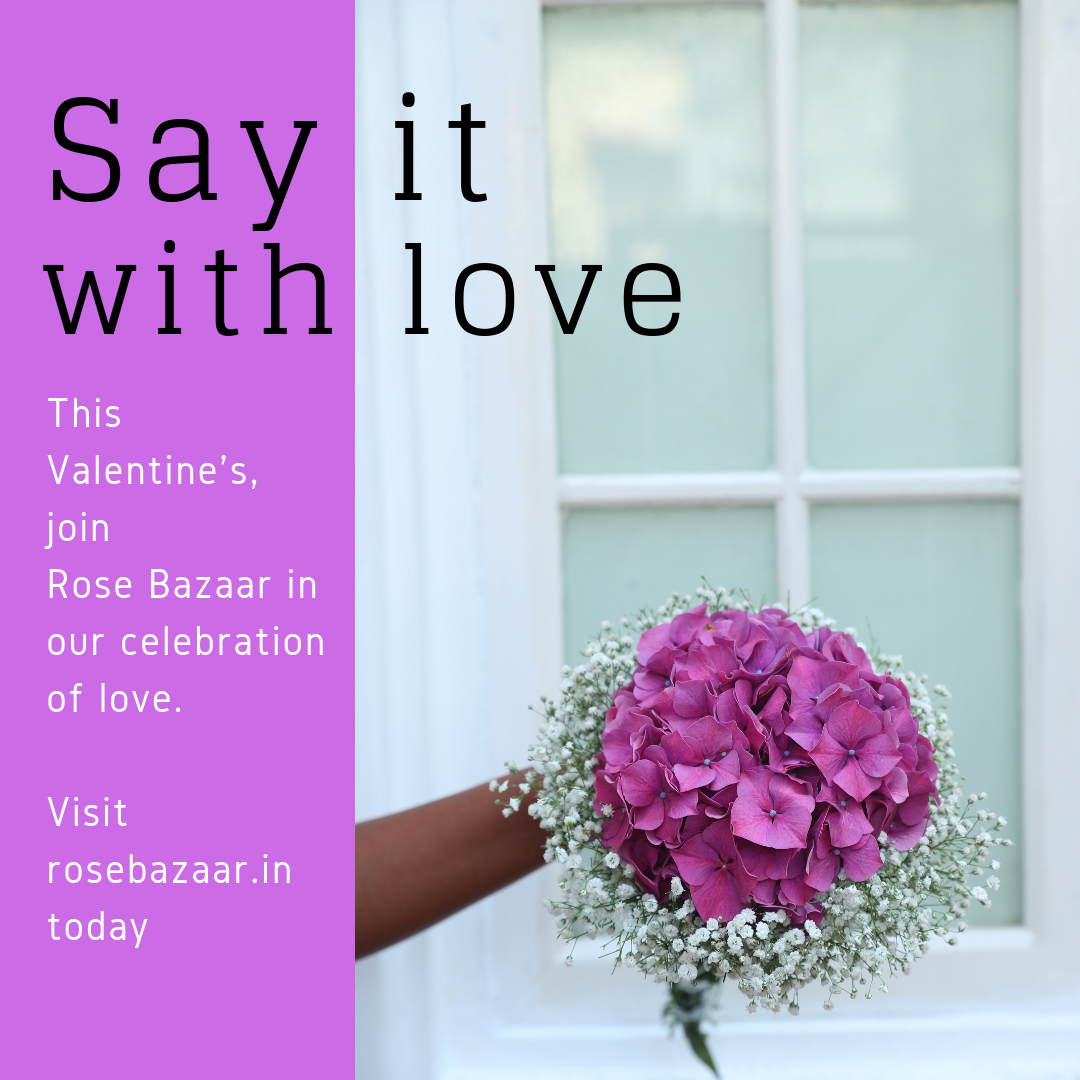 Say it
with love
This
Valentine’s,
join
Rose Bazaar in
our celebration
of love.
Visit
rosebazaar.in
today